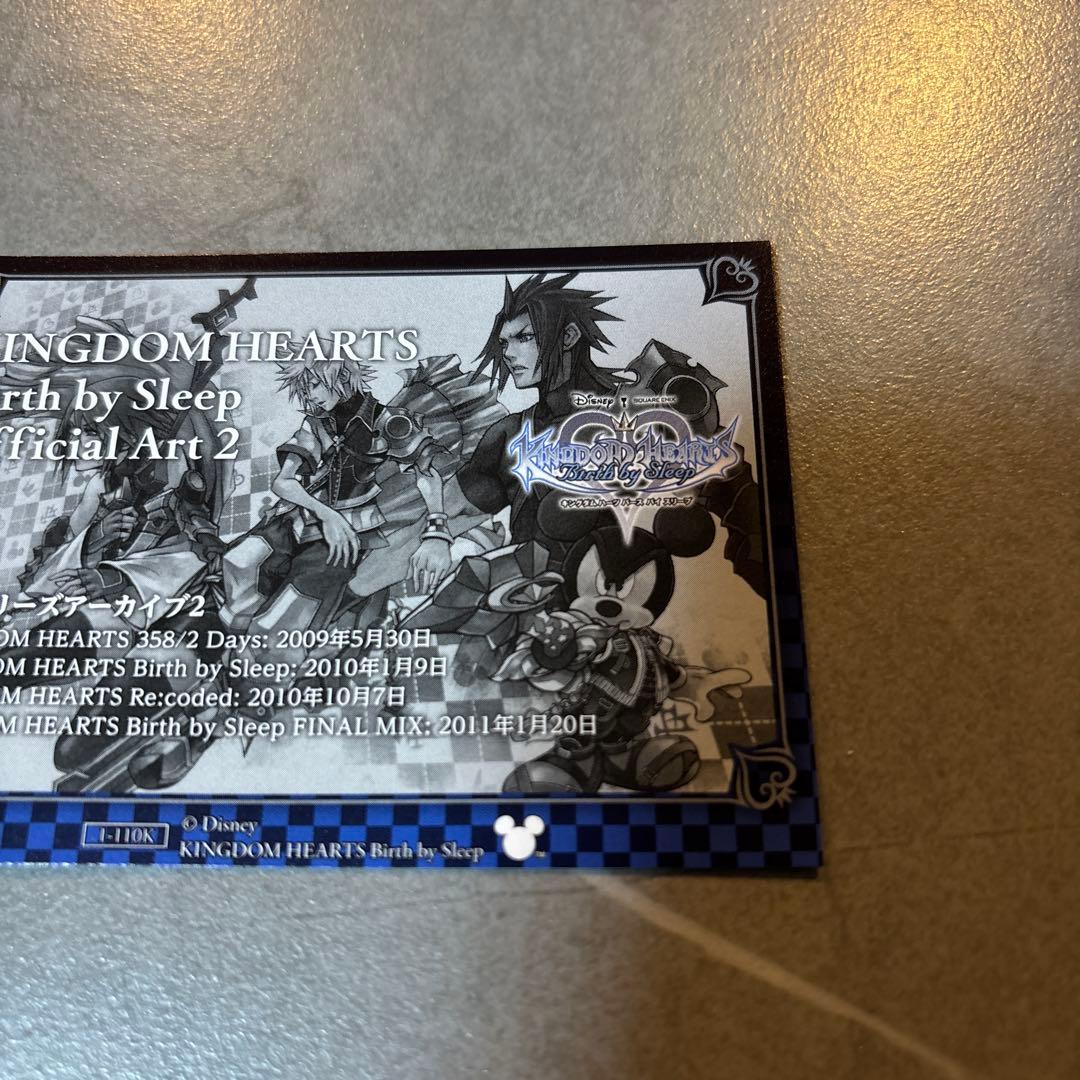 INGDOM HEARTS
rth by Sleep
fficial Art 2
Disney SQUARE ENIX
KINGDOM HEARTS
Birth by Sleep
キングダム ハーツ バース バイ スリープ
リーズアーカイブ2
OM HEARTS 358/2 Days: 2009年5月30日
OM HEARTS Birth by Sleep: 2010年1月9日
OM HEARTS Re:coded: 2010年10月7日
M HEARTS Birth by Sleep FINAL MIX: 2011年1月20日
1-110K
© Disney
KINGDOM HEARTS Birth by Sleep
TM